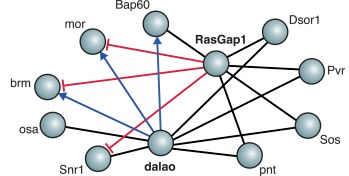 Bap60
mor
Dsor1
RasGap1
Pvr
brm
osa
Sos
Snr1
dalao
pnt